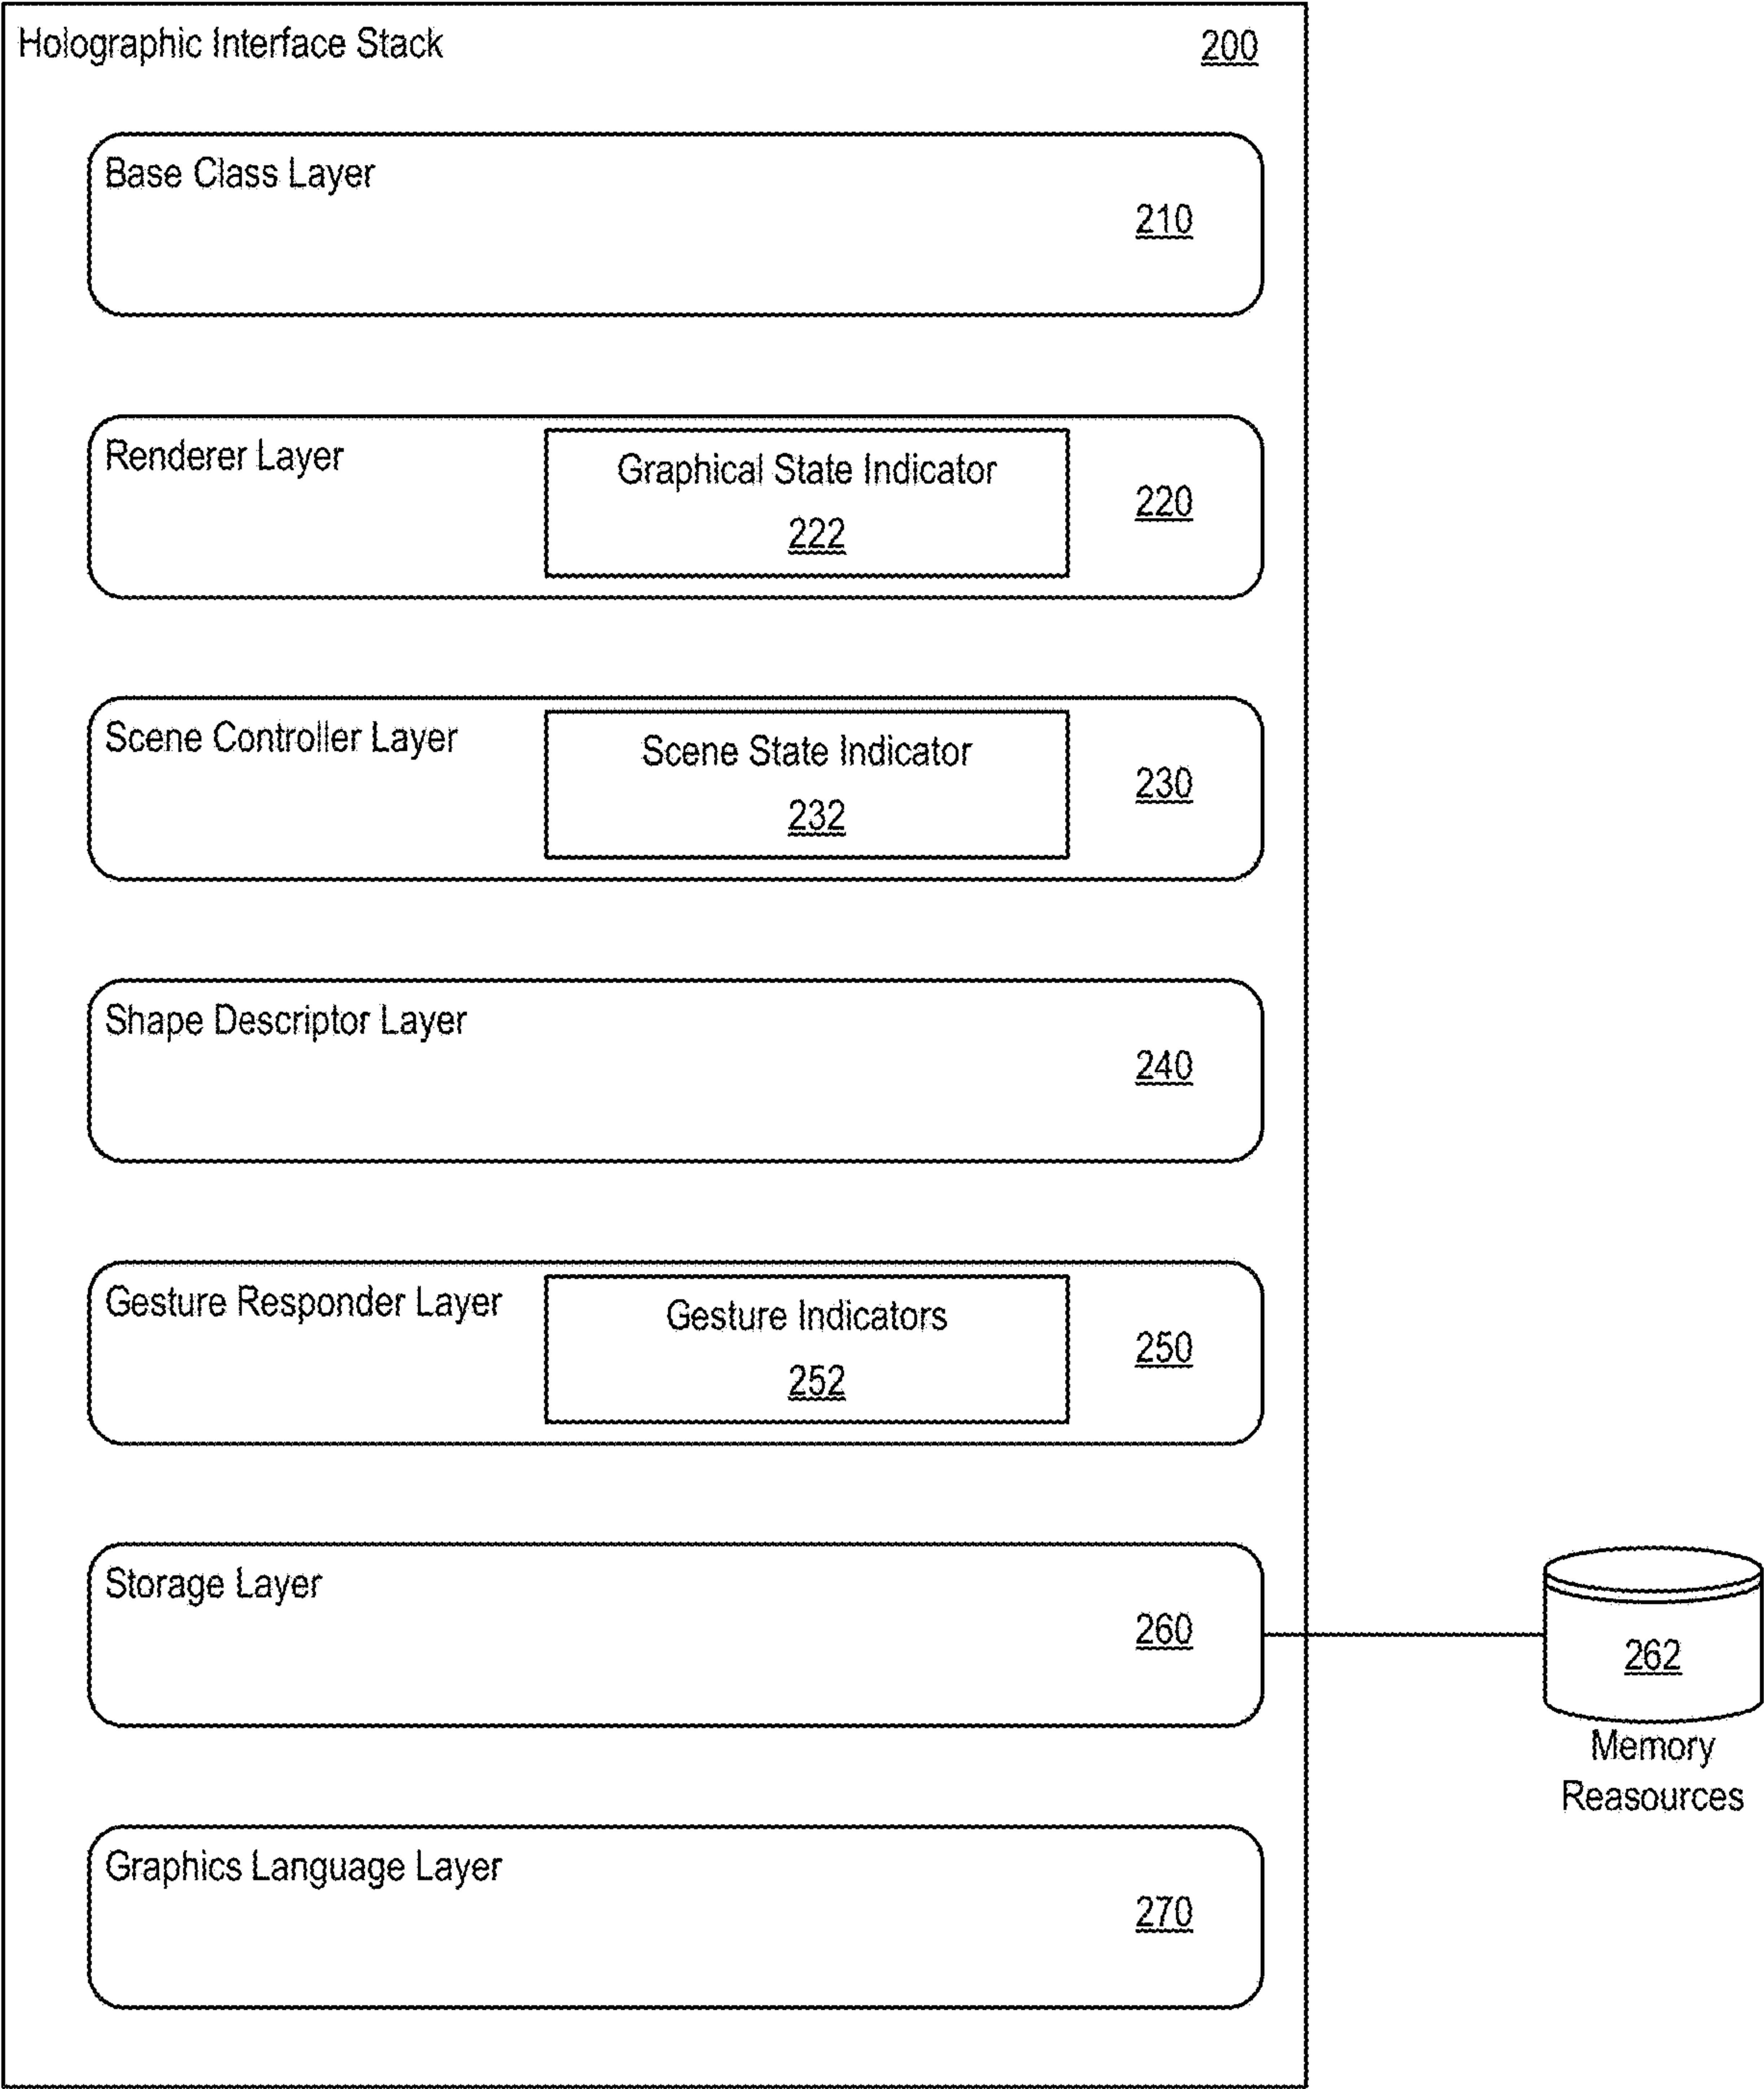 Holographic Interface Stack 200
Base Class Layer
210
Renderer Layer
Graphical State Indicator
222
220
Scene Controller Layer
Scene State Indicator
232
230
Shape Descriptor Layer
240
Gesture Responder Layer
Gesture Indicators
252
250
Storage Layer
260
262
Memory
Reasources
Graphics Language Layer
270